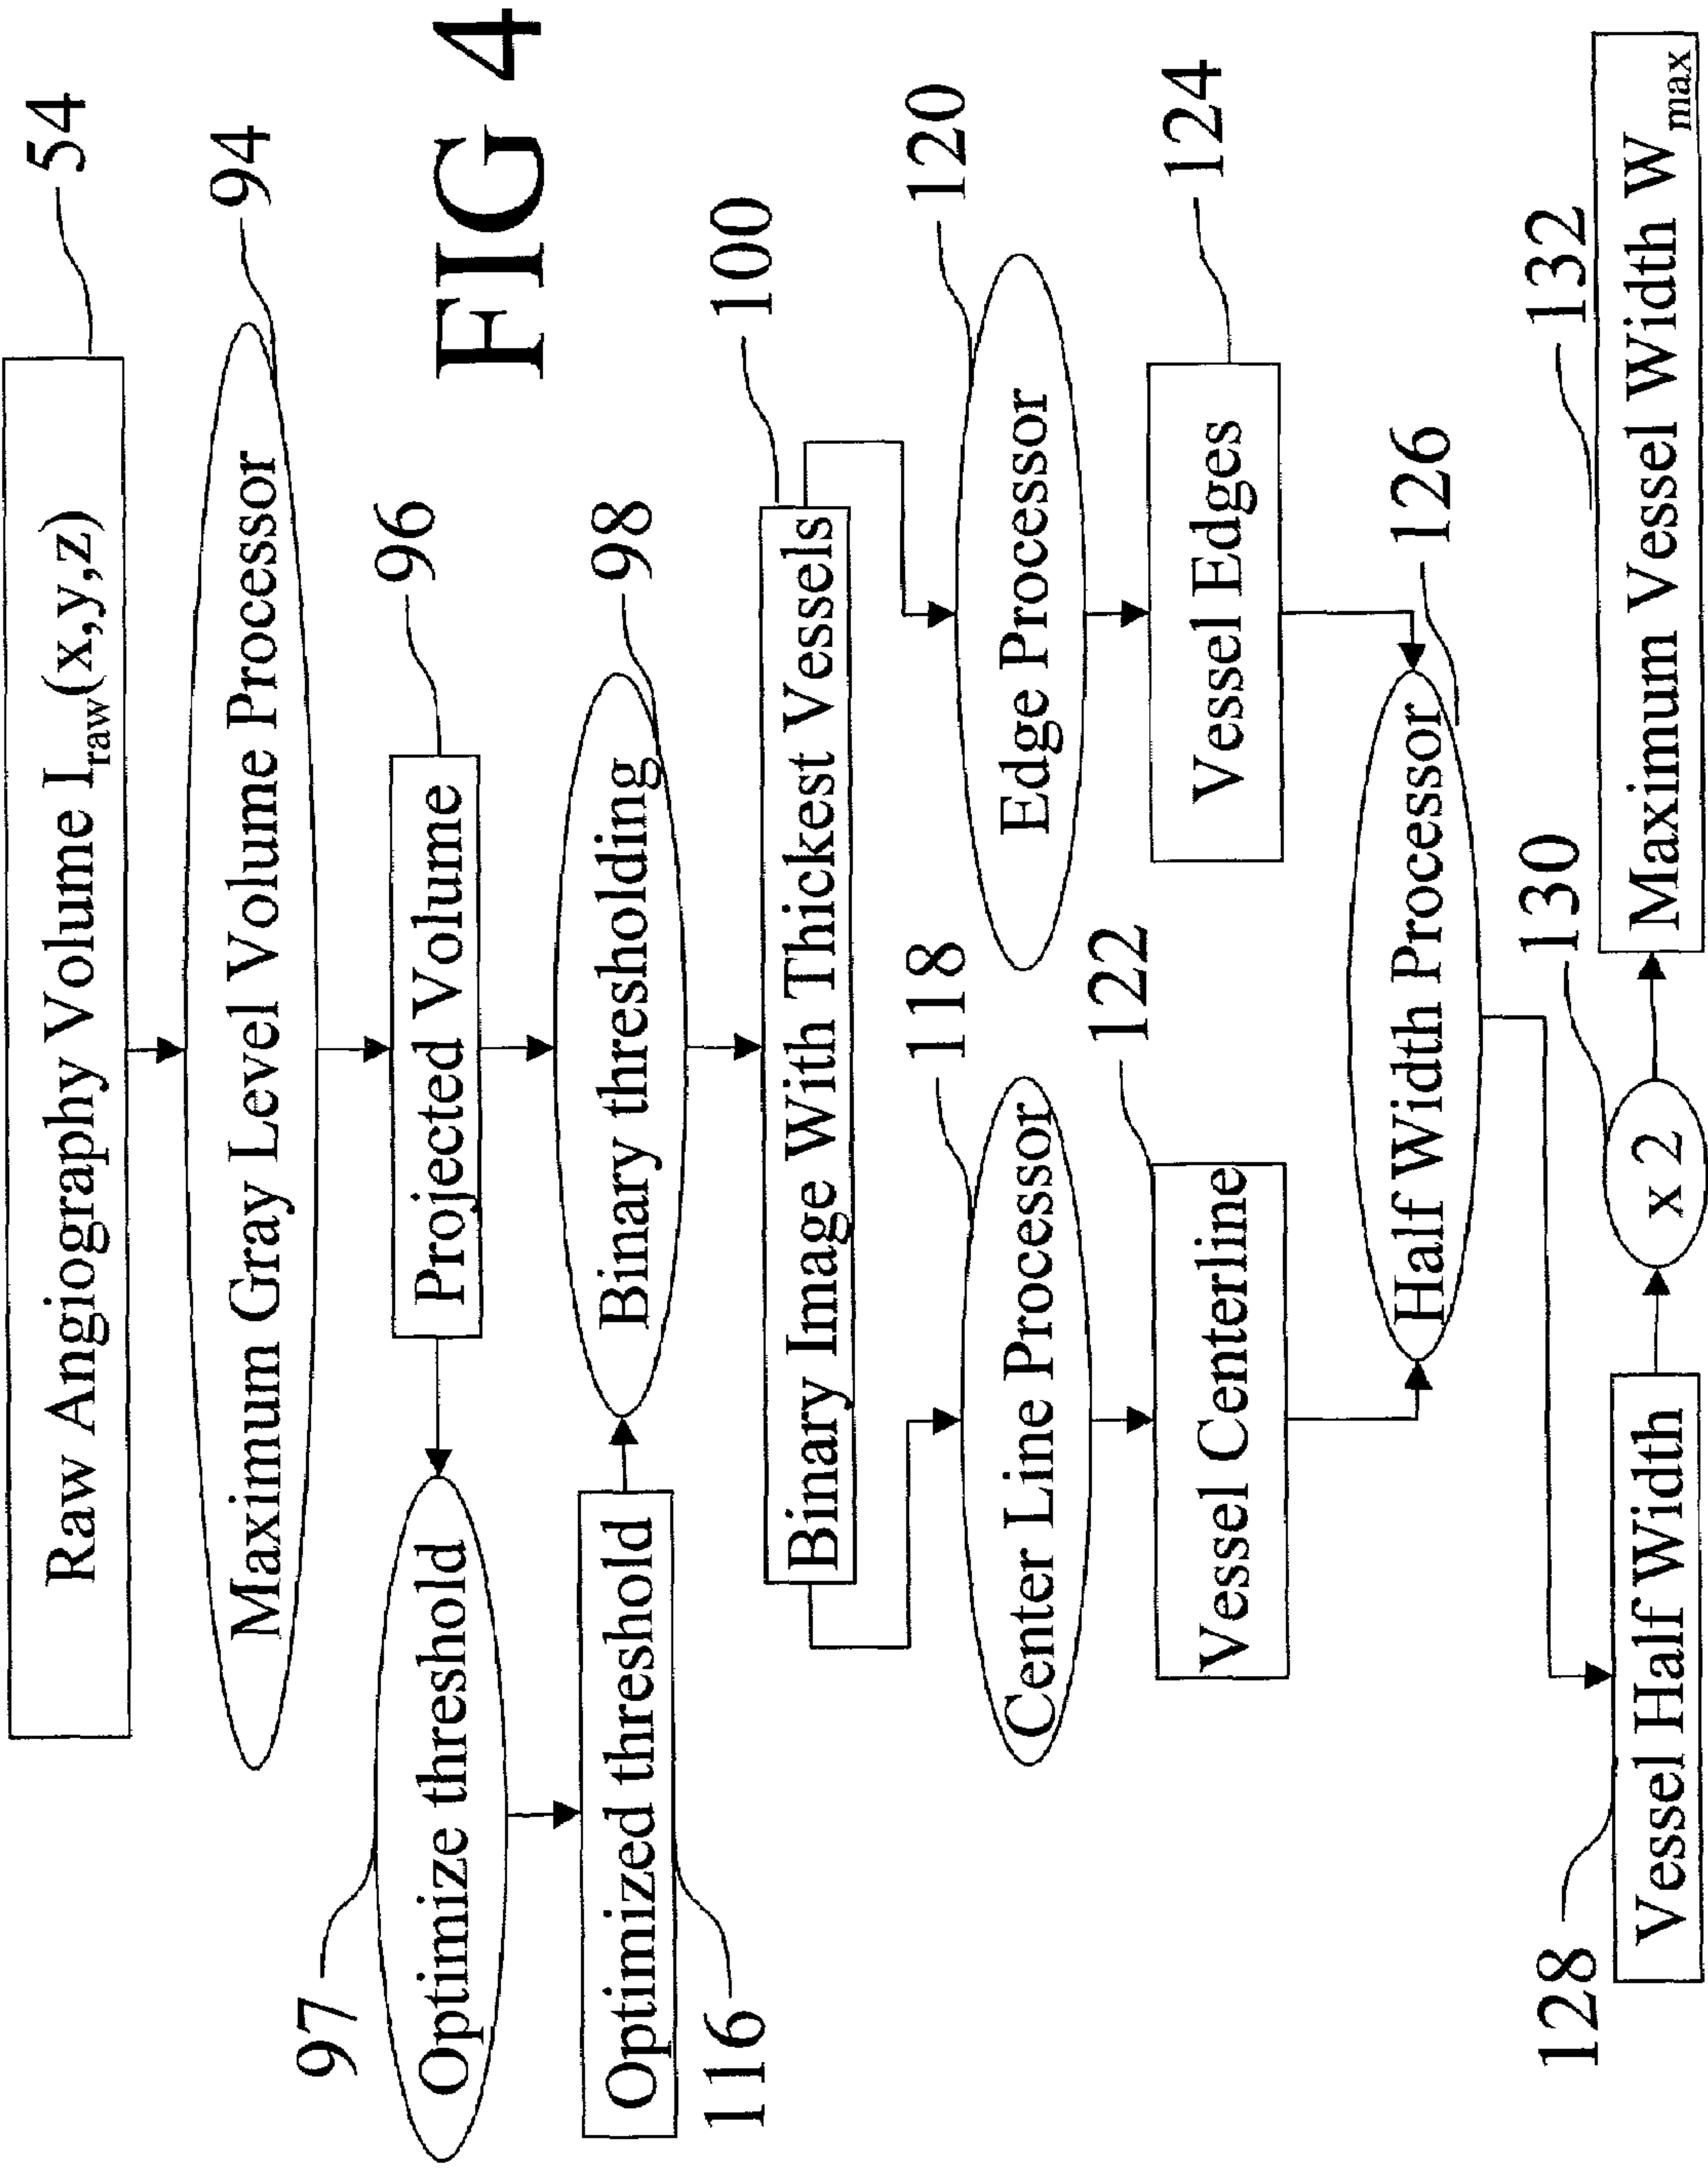 54
Raw Angiography Volume Iraw(x,y,z)
94
Maximum Gray Level Volume Processor
FIG 4
96
Projected Volume
97
Optimize threshold
98
Binary thresholding
Optimized threshold
116
100
Binary Image With Thickest Vessels
118
Center Line Processor
120
Edge Processor
122
Vessel Centerline
124
Vessel Edges
126
Half Width Processor
128
Vessel Half Width
130
x 2
132
Maximum Vessel Width Wmax